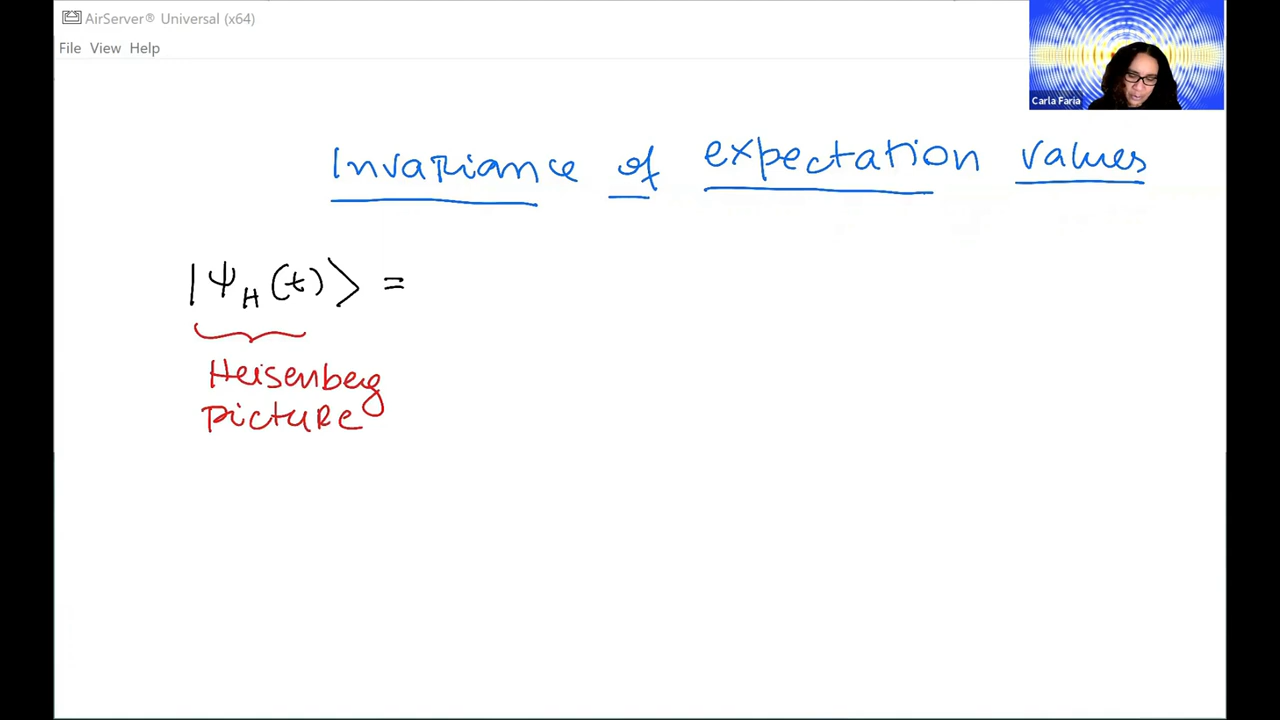 AirServer® Universal (x64)
File View Help
Carla Faria
Invariance of expectation values
|Ψ_H(t)⟩ =
Heisenberg
picture